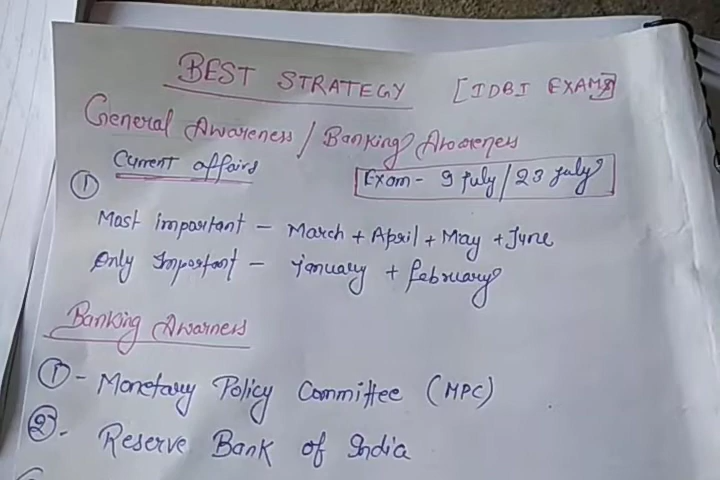 BEST STRATEGY [IDBI EXAMS]
General Awareness / Banking Awareness
Current affairs
Exam - 9 July / 23 July
①
Most important - March + April + May + June
Only Important - January + February
Banking Awarness
① - Monetary Policy Committee (MPC)
② - Reserve Bank of India